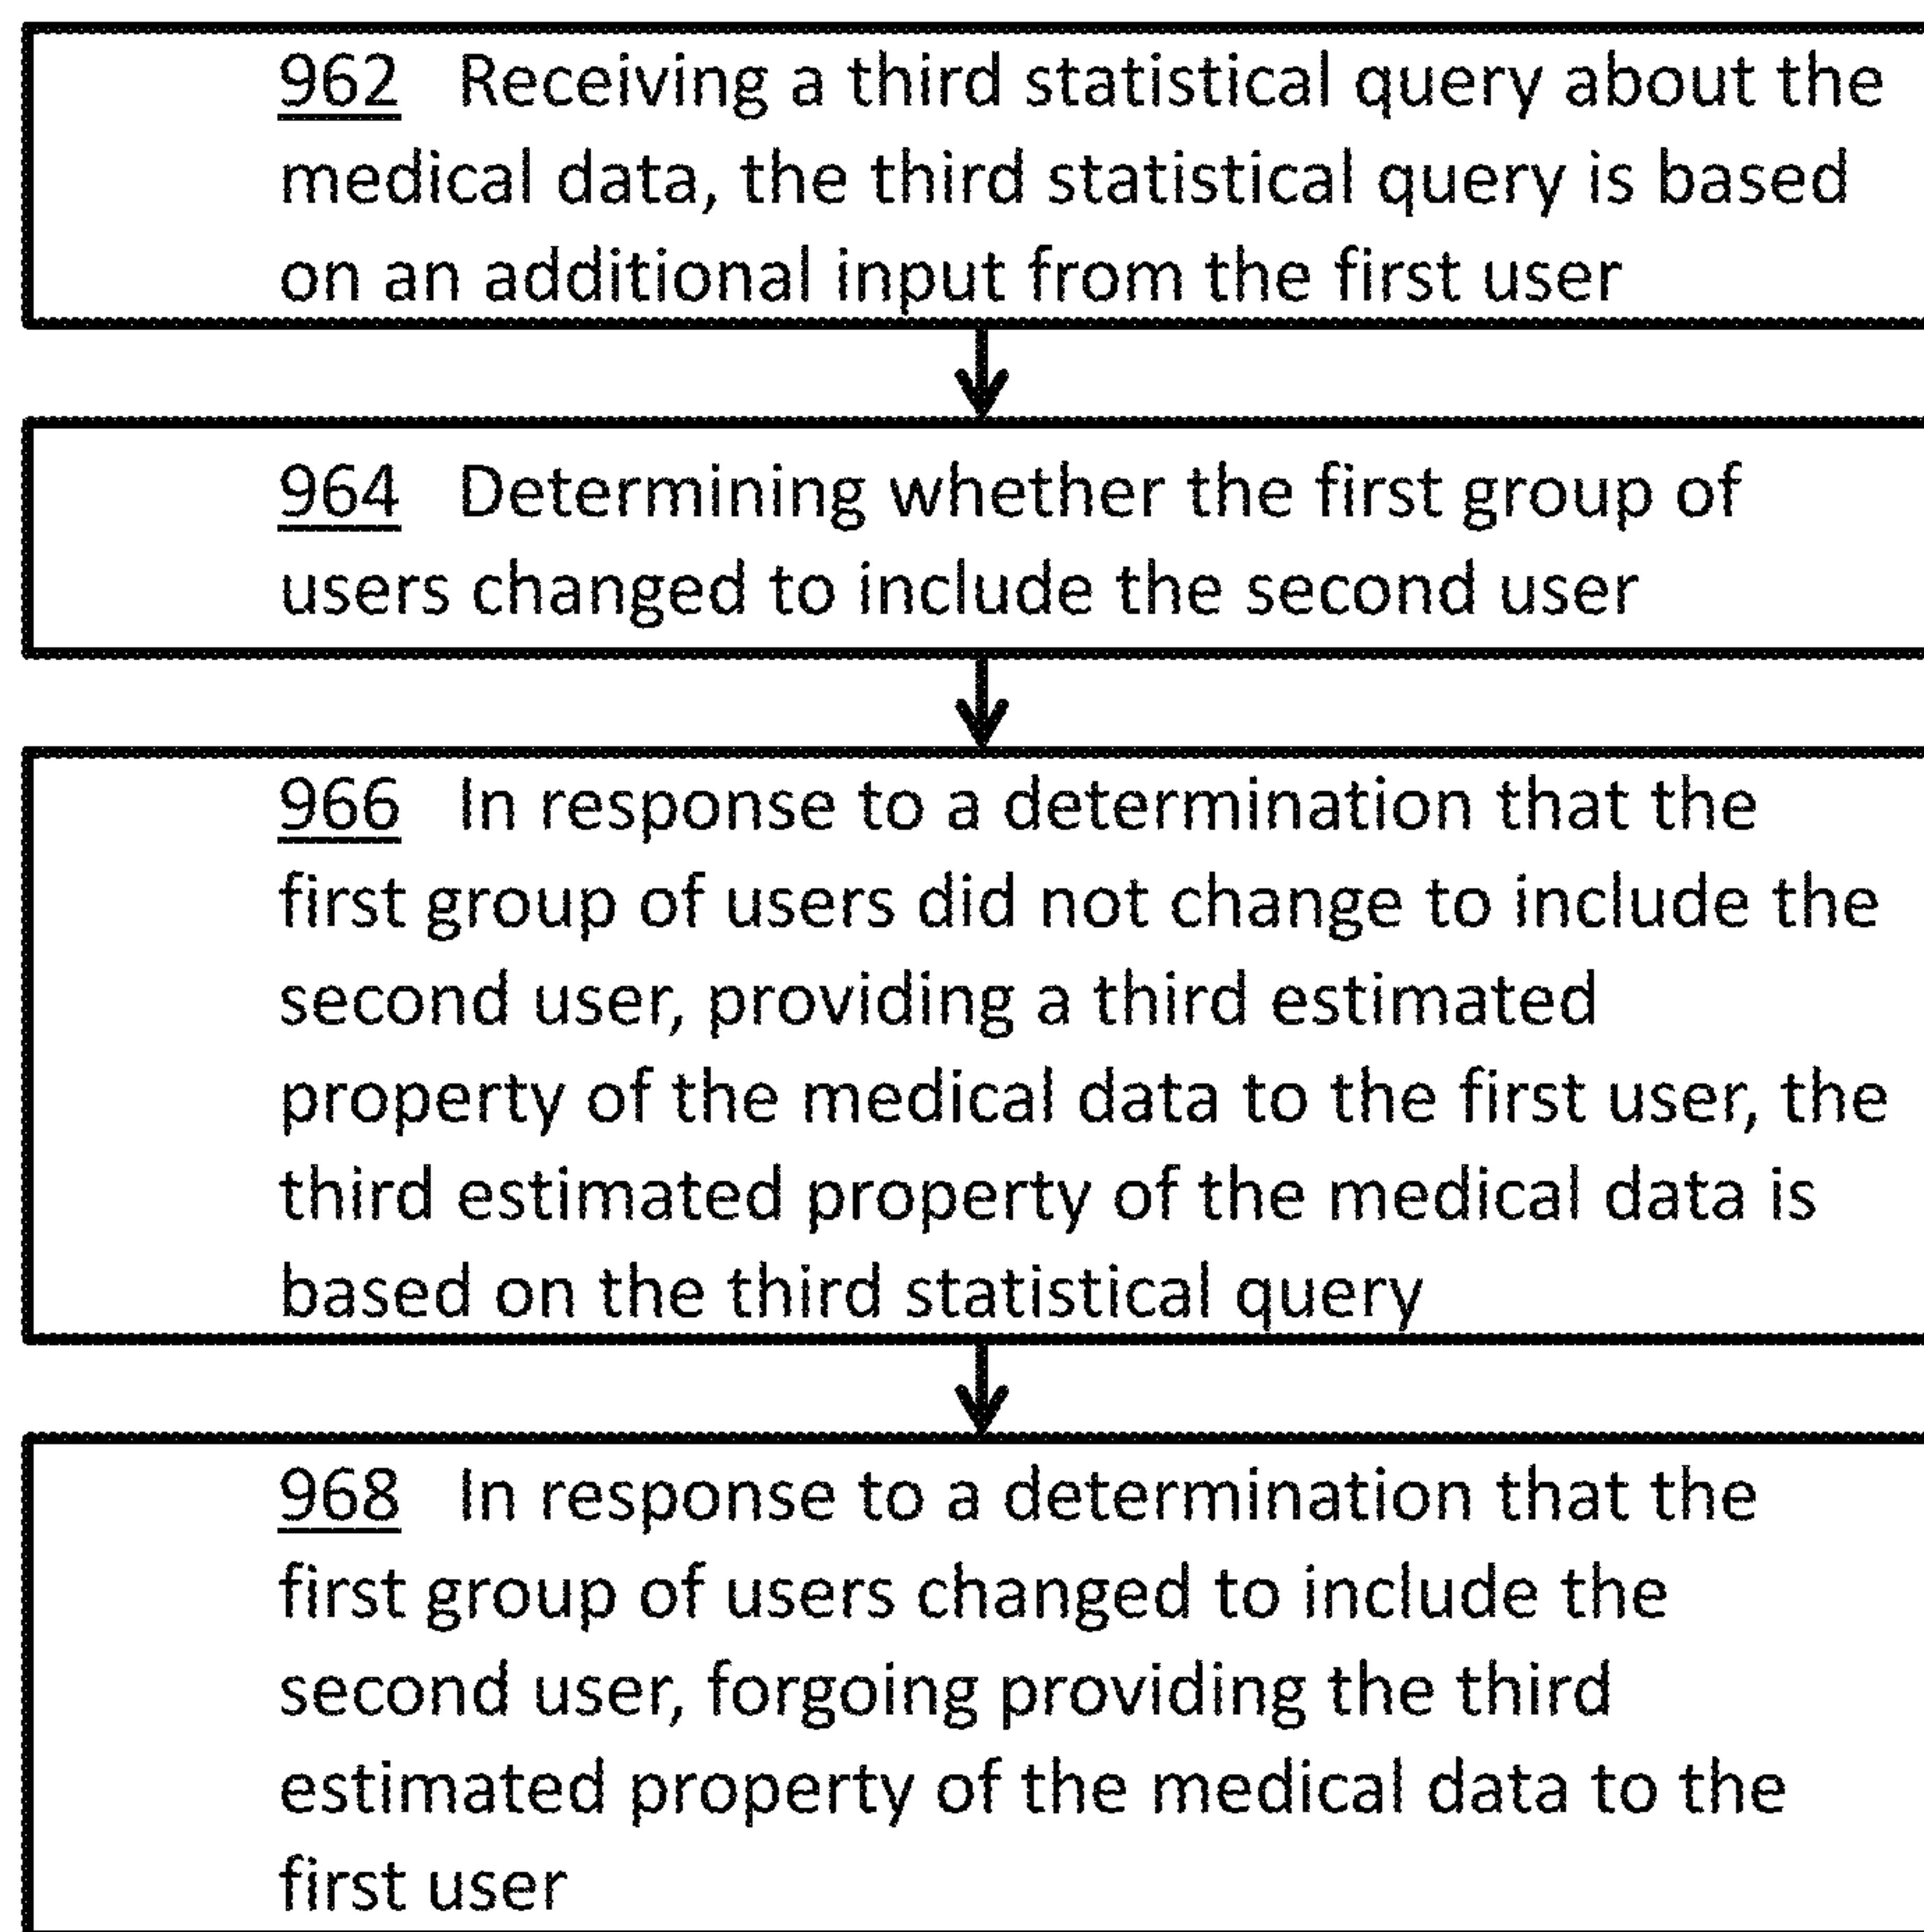 962 Receiving a third statistical query about the
medical data, the third statistical query is based
on an additional input from the first user
964 Determining whether the first group of
users changed to include the second user
966 In response to a determination that the
first group of users did not change to include the
second user, providing a third estimated
property of the medical data to the first user, the
third estimated property of the medical data is
based on the third statistical query
968 In response to a determination that the
first group of users changed to include the
second user, forgoing providing the third
estimated property of the medical data to the
first user